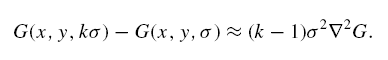 G(x, y, kσ) − G(x, y, σ) ≈ (k − 1)σ²∇²G.